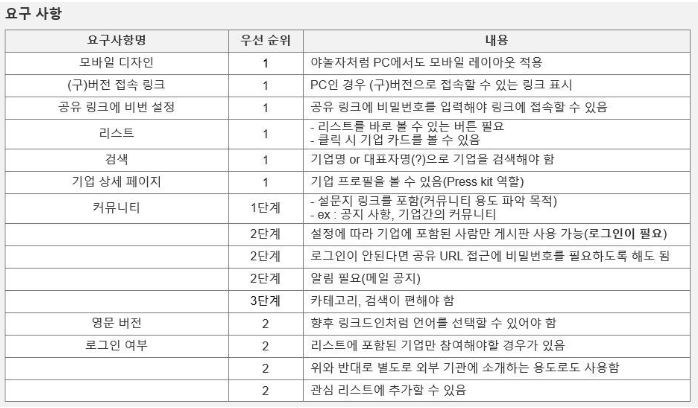 요구 사항
요구사항명 우선 순위 내용
모바일 디자인 1 야놀자처럼 PC에서도 모바일 레이아웃 적용
(구)버전 접속 링크 1 PC인 경우 (구)버전으로 접속할 수 있는 링크 표시
공유 링크에 비번 설정 1 공유 링크에 비밀번호를 입력해야 링크에 접속할 수 있음
리스트 1 - 리스트를 바로 볼 수 있는 버튼 필요
- 클릭 시 기업 카드를 볼 수 있음
검색 1 기업명 or 대표자명(?)으로 기업을 검색해야 함
기업 상세 페이지 1 기업 프로필을 볼 수 있음(Press kit 역할)
커뮤니티 1단계 - 설문지 링크를 포함(커뮤니티 용도 파악 목적)
- ex : 공지 사항, 기업간의 커뮤니티
2단계 설정에 따라 기업에 포함된 사람만 게시판 사용 가능(로그인이 필요)
2단계 로그인이 안된다면 공유 URL 접근에 비밀번호를 필요하도록 해도 됨
2단계 알림 필요(메일 공지)
3단계 카테고리, 검색이 편해야 함
영문 버전 2 향후 링크드인처럼 언어를 선택할 수 있어야 함
로그인 여부 2 리스트에 포함된 기업만 참여해야할 경우가 있음
2 위와 반대로 별도로 외부 기관에 소개하는 용도로도 사용함
2 관심 리스트에 추가할 수 있음